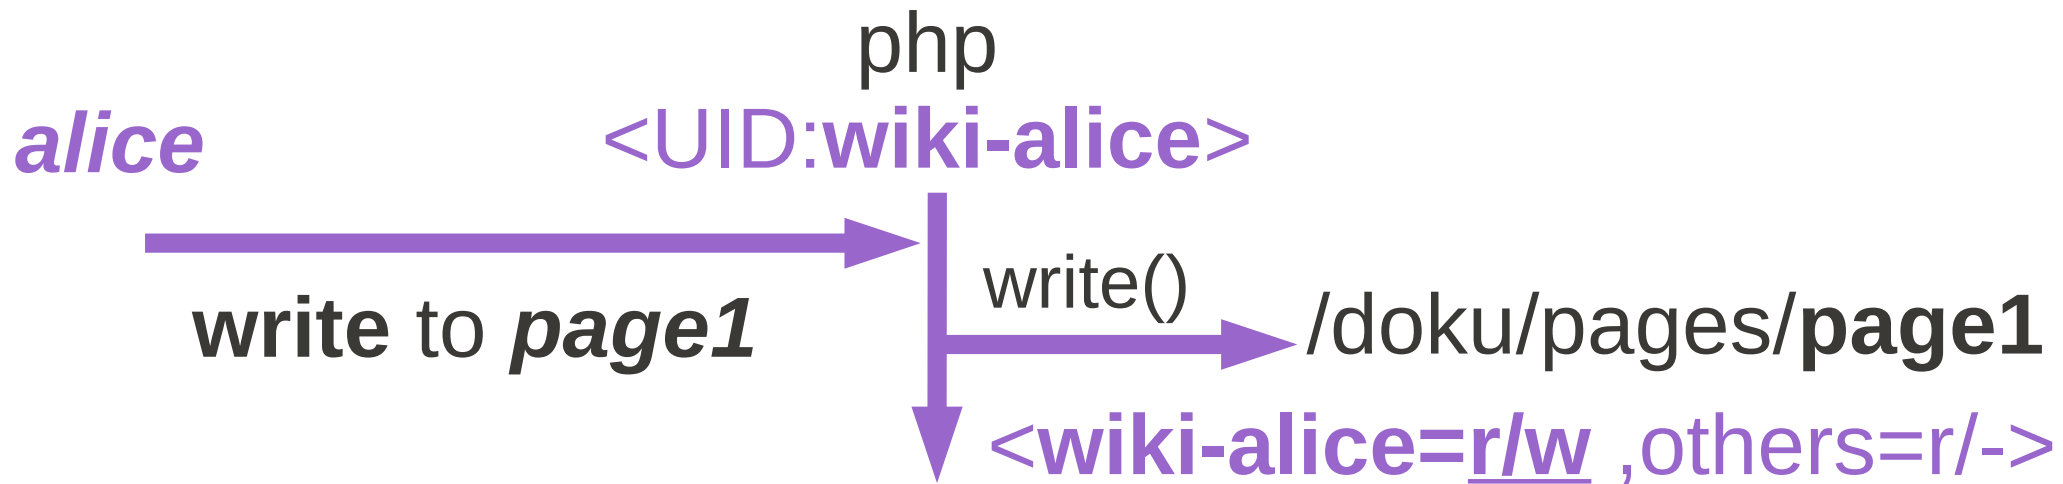 php
alice
<UID:wiki-alice>
write()
write to page1
/doku/pages/page1
<wiki-alice=r/w ,others=r/->